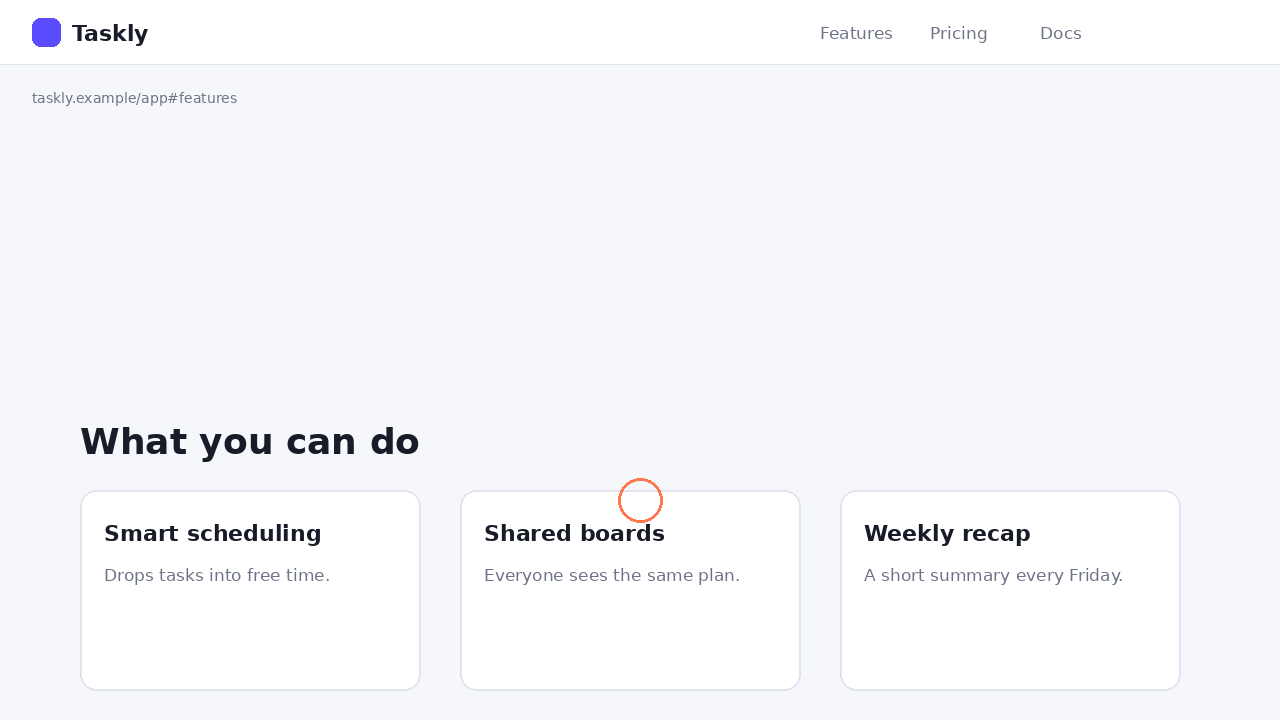 Taskly
Features Pricing Docs
taskly.example/app#features
What you can do
Smart scheduling
Drops tasks into free time.
Shared boards
Everyone sees the same plan.
Weekly recap
A short summary every Friday.